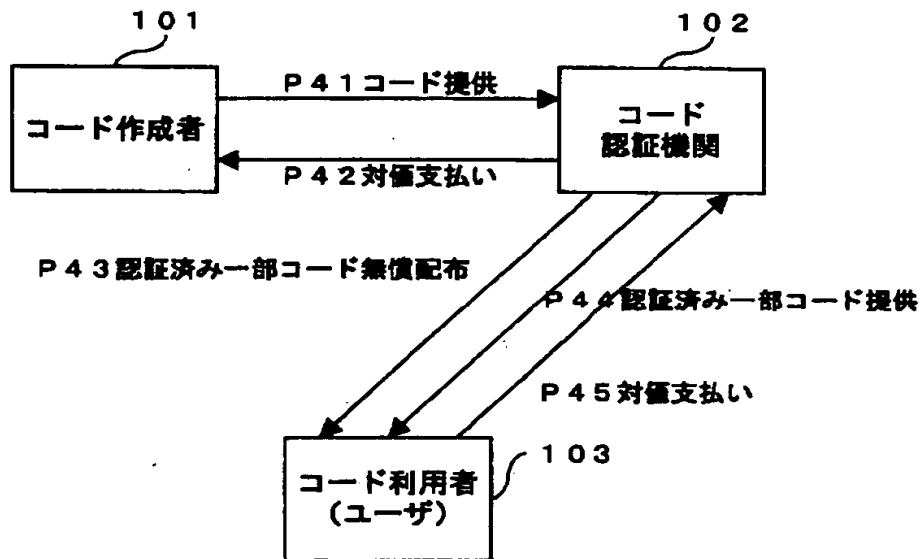 １０１
１０２
Ｐ４１コード提供
コード作成者
コード
認証機関
Ｐ４２対価支払い
Ｐ４３認証済み一部コード無償配布
Ｐ４４認証済み一部コード提供
Ｐ４５対価支払い
１０３
コード利用者
（ユーザ）